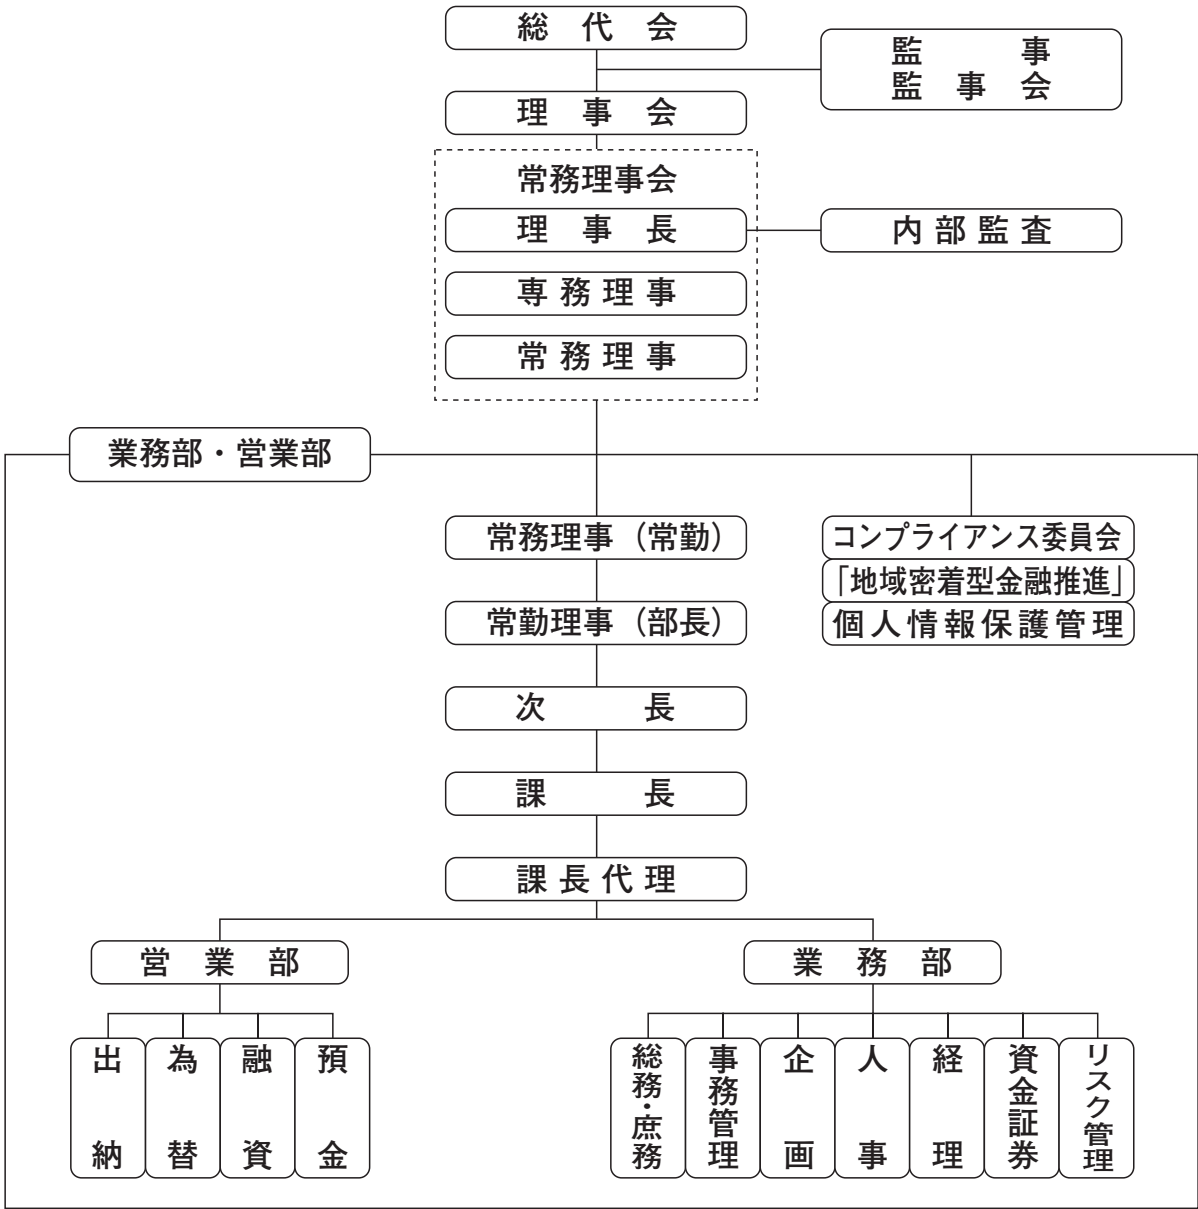 総代会
監事
監事会
理事会
常務理事会
理事長
内部監査
専務理事
常務理事
業務部・営業部
常務理事（常勤）
コンプライアンス委員会
「地域密着型金融推進」
常勤理事（部長）
個人情報保護管理
次長
課長
課長代理
営業部
業務部
出納
為替
融資
預金
総務・庶務
事務管理
企画
人事
経理
資金証券
リスク管理